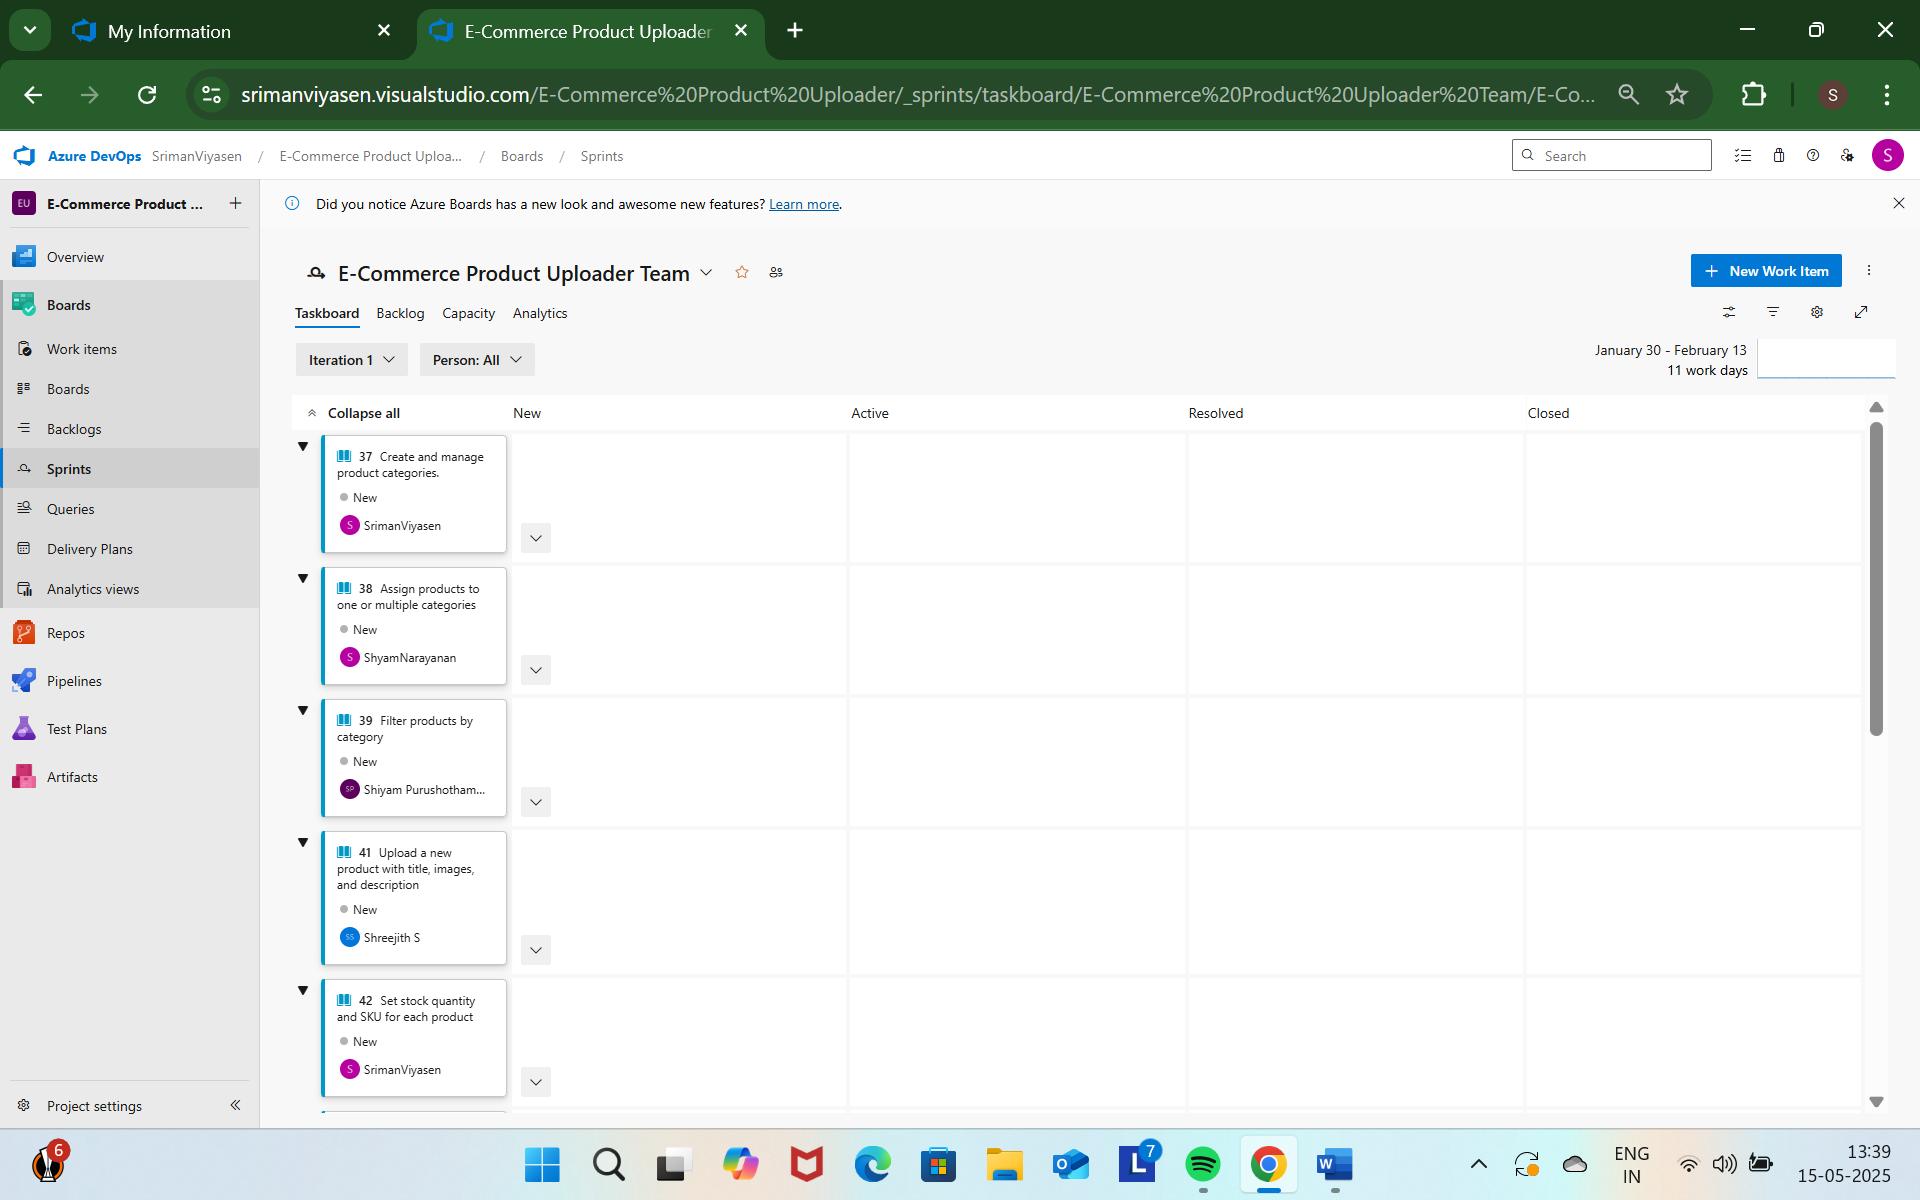 My Information
E-Commerce Product Uploader
srimanviyasen.visualstudio.com/E-Commerce%20Product%20Uploader/_sprints/taskboard/E-Commerce%20Product%20Uploader%20Team/E-Co...
S
Azure DevOps SrimanViyasen / E-Commerce Product Uploa... / Boards / Sprints
Search
S
EU E-Commerce Product ...
Did you notice Azure Boards has a new look and awesome new features? Learn more.
Overview
Boards
Work items
Boards
Backlogs
Sprints
Queries
Delivery Plans
Analytics views
Repos
Pipelines
Test Plans
Artifacts
Project settings
E-Commerce Product Uploader Team
New Work Item
Taskboard Backlog Capacity Analytics
Iteration 1 Person: All
January 30 - February 13
11 work days
Collapse all New Active Resolved Closed
37 Create and manage
product categories.
New
S SrimanViyasen
38 Assign products to
one or multiple categories
New
S ShyamNarayanan
39 Filter products by
category
New
SP Shiyam Purushotham...
41 Upload a new
product with title, images,
and description
New
SS Shreejith S
42 Set stock quantity
and SKU for each product
New
S SrimanViyasen
6
L 7
W
ENG
IN
13:39
15-05-2025